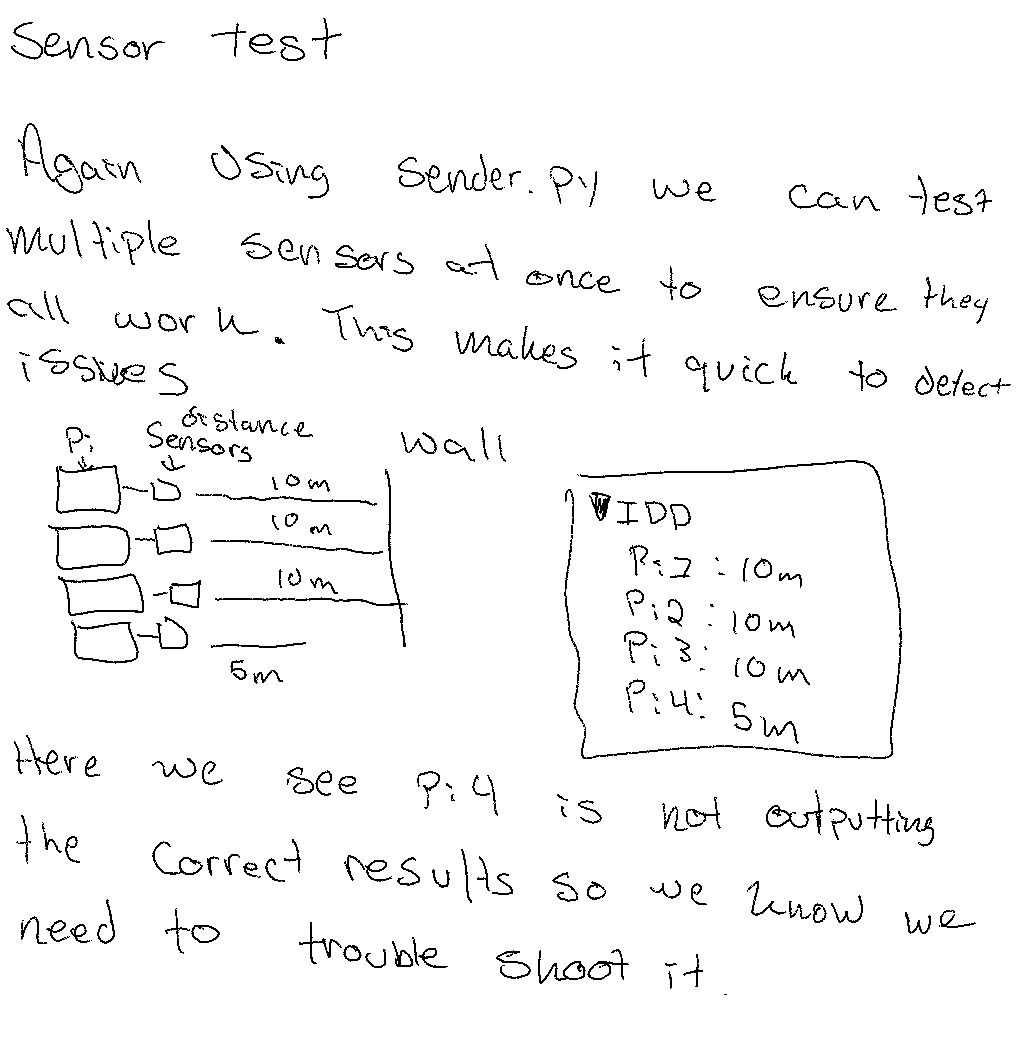 Sensor test
Again Using sender.py we can test
multiple sensors at once to ensure they
all work. This makes it quick to detect
issues
Pi
distance
Sensors
Wall
10m
10m
10m
5m
IDD
Pi1: 10m
Pi2: 10m
Pi3: 10m
Pi4: 5m
Here we see Pi4 is not outputting
the correct results so we know we
need to trouble shoot it.